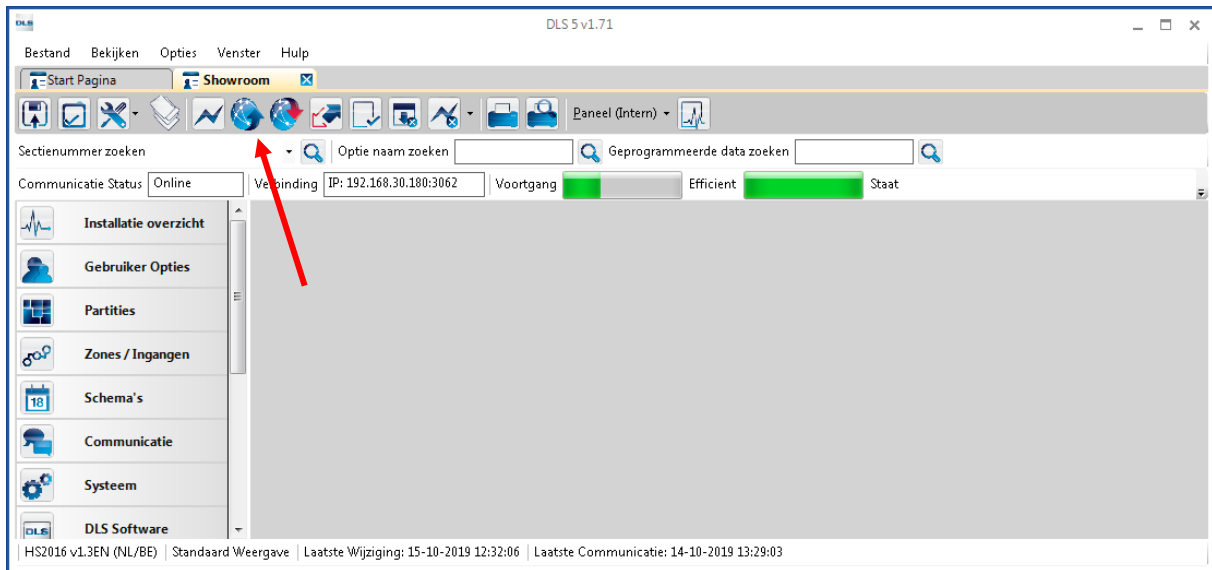 DLS
DLS 5 v1.71
Bestand Bekijken Opties Venster Hulp
Start Pagina Showroom
Paneel (Intern)
Sectienummer zoeken Optie naam zoeken Geprogrammeerde data zoeken
Communicatie Status Online Verbinding IP: 192.168.30.180:3062 Voortgang Efficient Staat
Installatie overzicht
Gebruiker Opties
Partities
Zones / Ingangen
18 Schema's
Communicatie
Systeem
DLS DLS Software
HS2016 v1.3EN (NL/BE) Standaard Weergave Laatste Wijziging: 15-10-2019 12:32:06 Laatste Communicatie: 14-10-2019 13:29:03